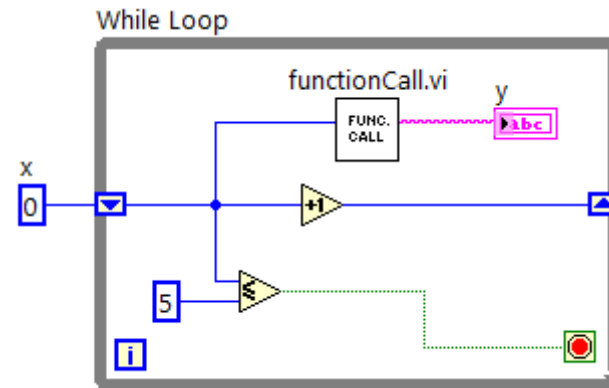 While Loop
functionCall.vi
y
FUNC.
CALL
abc
x
0
+1
≤
5
i